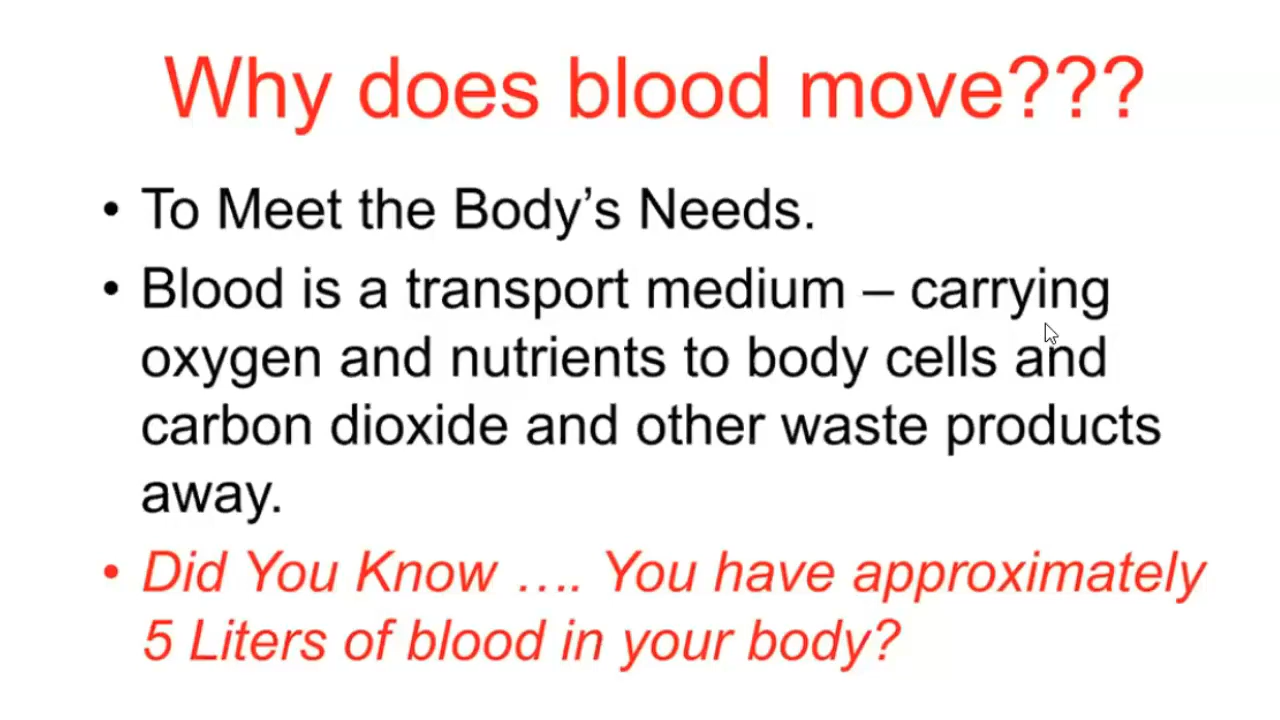 Why does blood move???
• To Meet the Body’s Needs.
• Blood is a transport medium – carrying
oxygen and nutrients to body cells and
carbon dioxide and other waste products
away.
• Did You Know …. You have approximately
5 Liters of blood in your body?